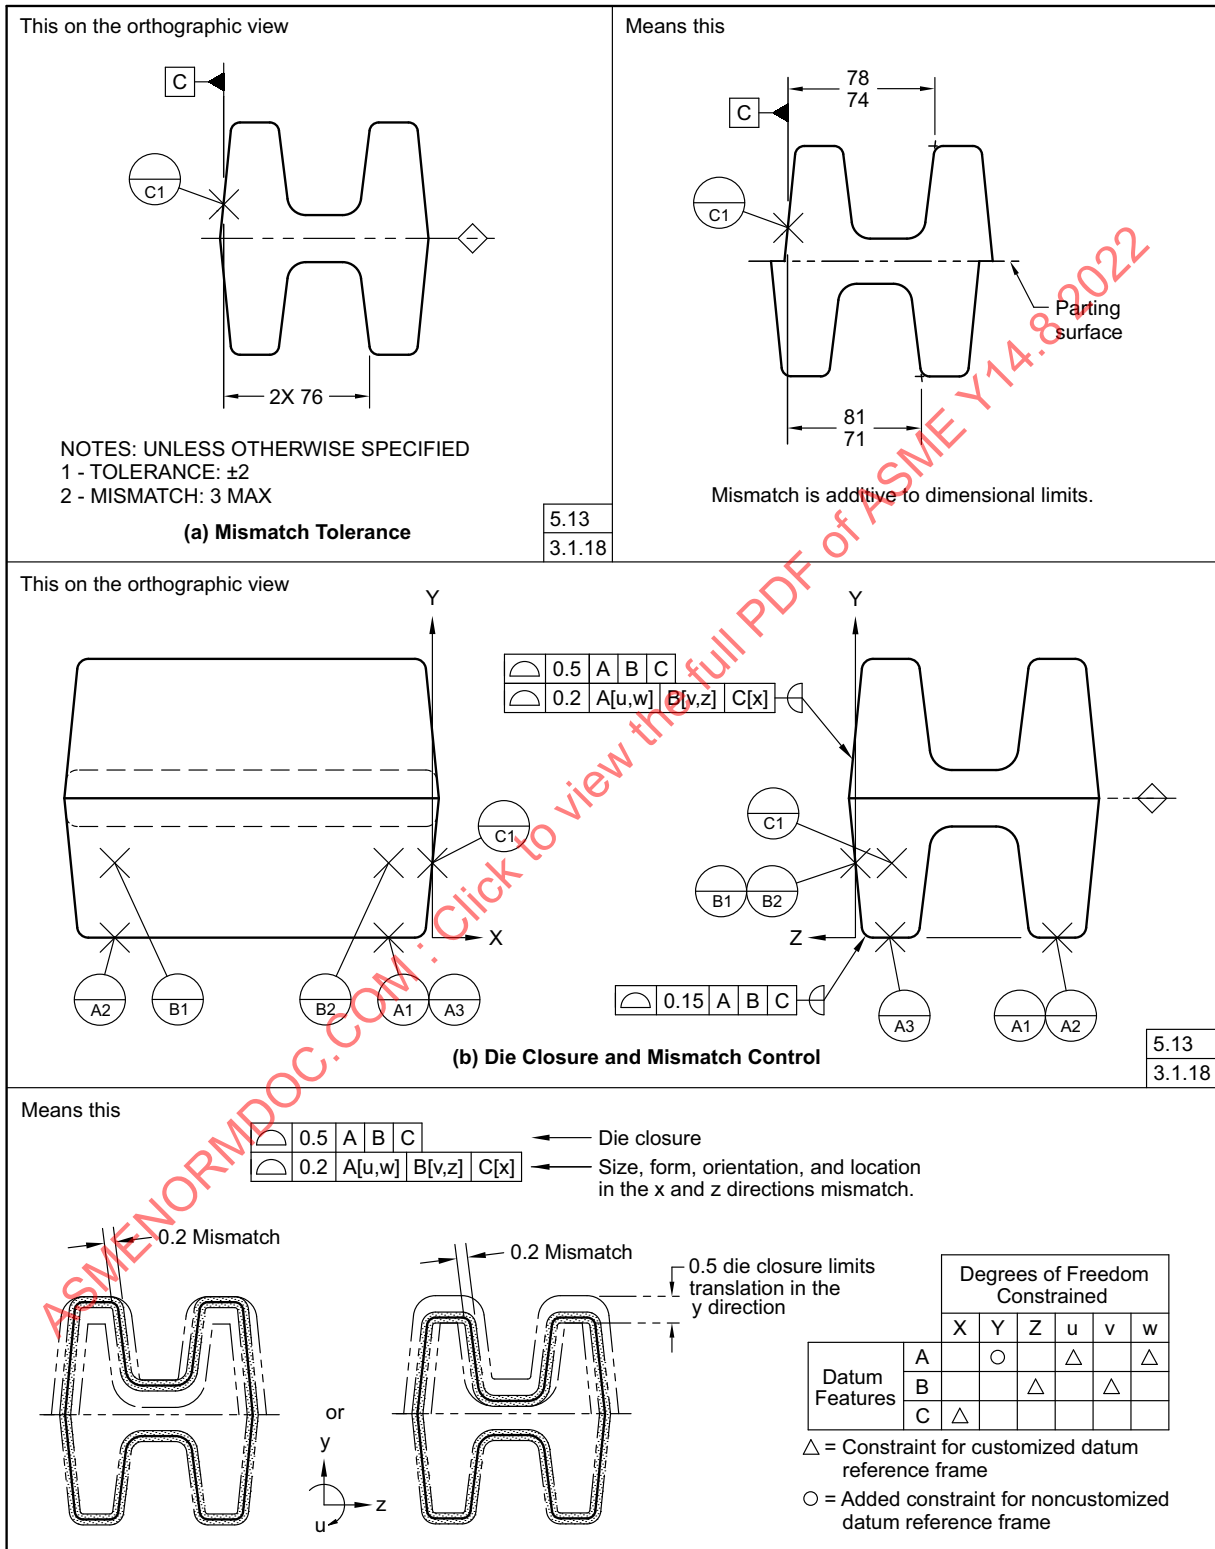 This on the orthographic view
C
C1
2X 76
NOTES: UNLESS OTHERWISE SPECIFIED
1 - TOLERANCE: ±2
2 - MISMATCH: 3 MAX
(a) Mismatch Tolerance
5.13
3.1.18
Means this
78
74
C
C1
Parting
surface
81
71
Mismatch is additive to dimensional limits.
This on the orthographic view
Y
C1
X
A2
B1
B2
A1
A3
0.5 A B C
0.2 A[u,w] B[v,z] C[x]
Y
C1
B1
B2
Z
0.15 A B C
A3
A1
A2
(b) Die Closure and Mismatch Control
5.13
3.1.18
Means this
0.5 A B C
Die closure
0.2 A[u,w] B[v,z] C[x]
Size, form, orientation, and location
in the x and z directions mismatch.
0.2 Mismatch
or
y
z
u
0.2 Mismatch
0.5 die closure limits
translation in the
y direction
Degrees of Freedom
Constrained
X Y Z u v w
Datum
Features
A
B
C
△ = Constraint for customized datum
reference frame
○ = Added constraint for noncustomized
datum reference frame
ASMENORMDOC.COM : Click to view the full PDF of ASME Y14.8 2022